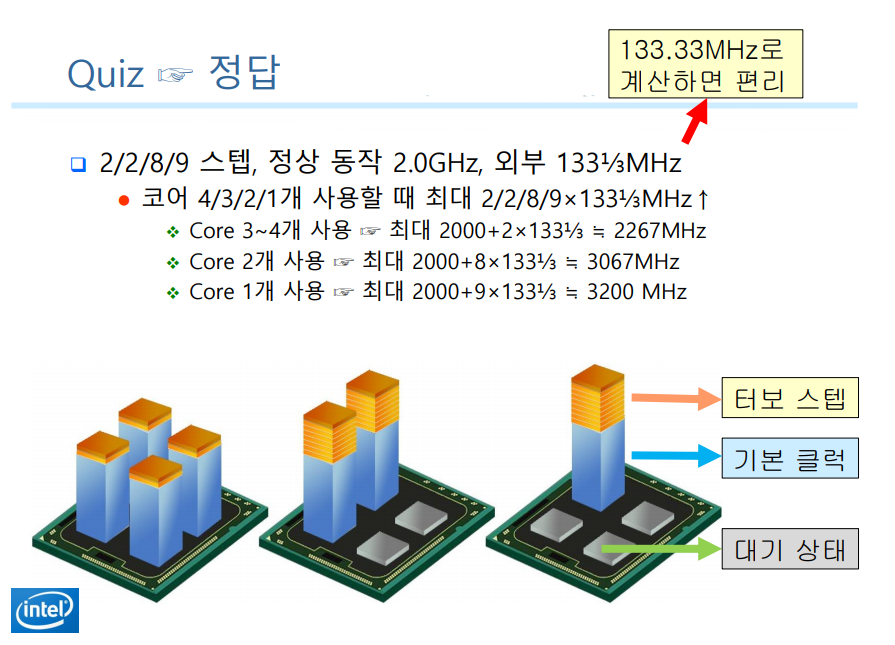 Quiz ☞ 정답
133.33MHz로
계산하면 편리
❑ 2/2/8/9 스텝, 정상 동작 2.0GHz, 외부 133⅓MHz
● 코어 4/3/2/1개 사용할 때 최대 2/2/8/9×133⅓MHz↑
❖ Core 3~4개 사용 ☞ 최대 2000+2×133⅓ ≒ 2267MHz
❖ Core 2개 사용 ☞ 최대 2000+8×133⅓ ≒ 3067MHz
❖ Core 1개 사용 ☞ 최대 2000+9×133⅓ ≒ 3200 MHz
터보 스텝
기본 클럭
대기 상태
intel